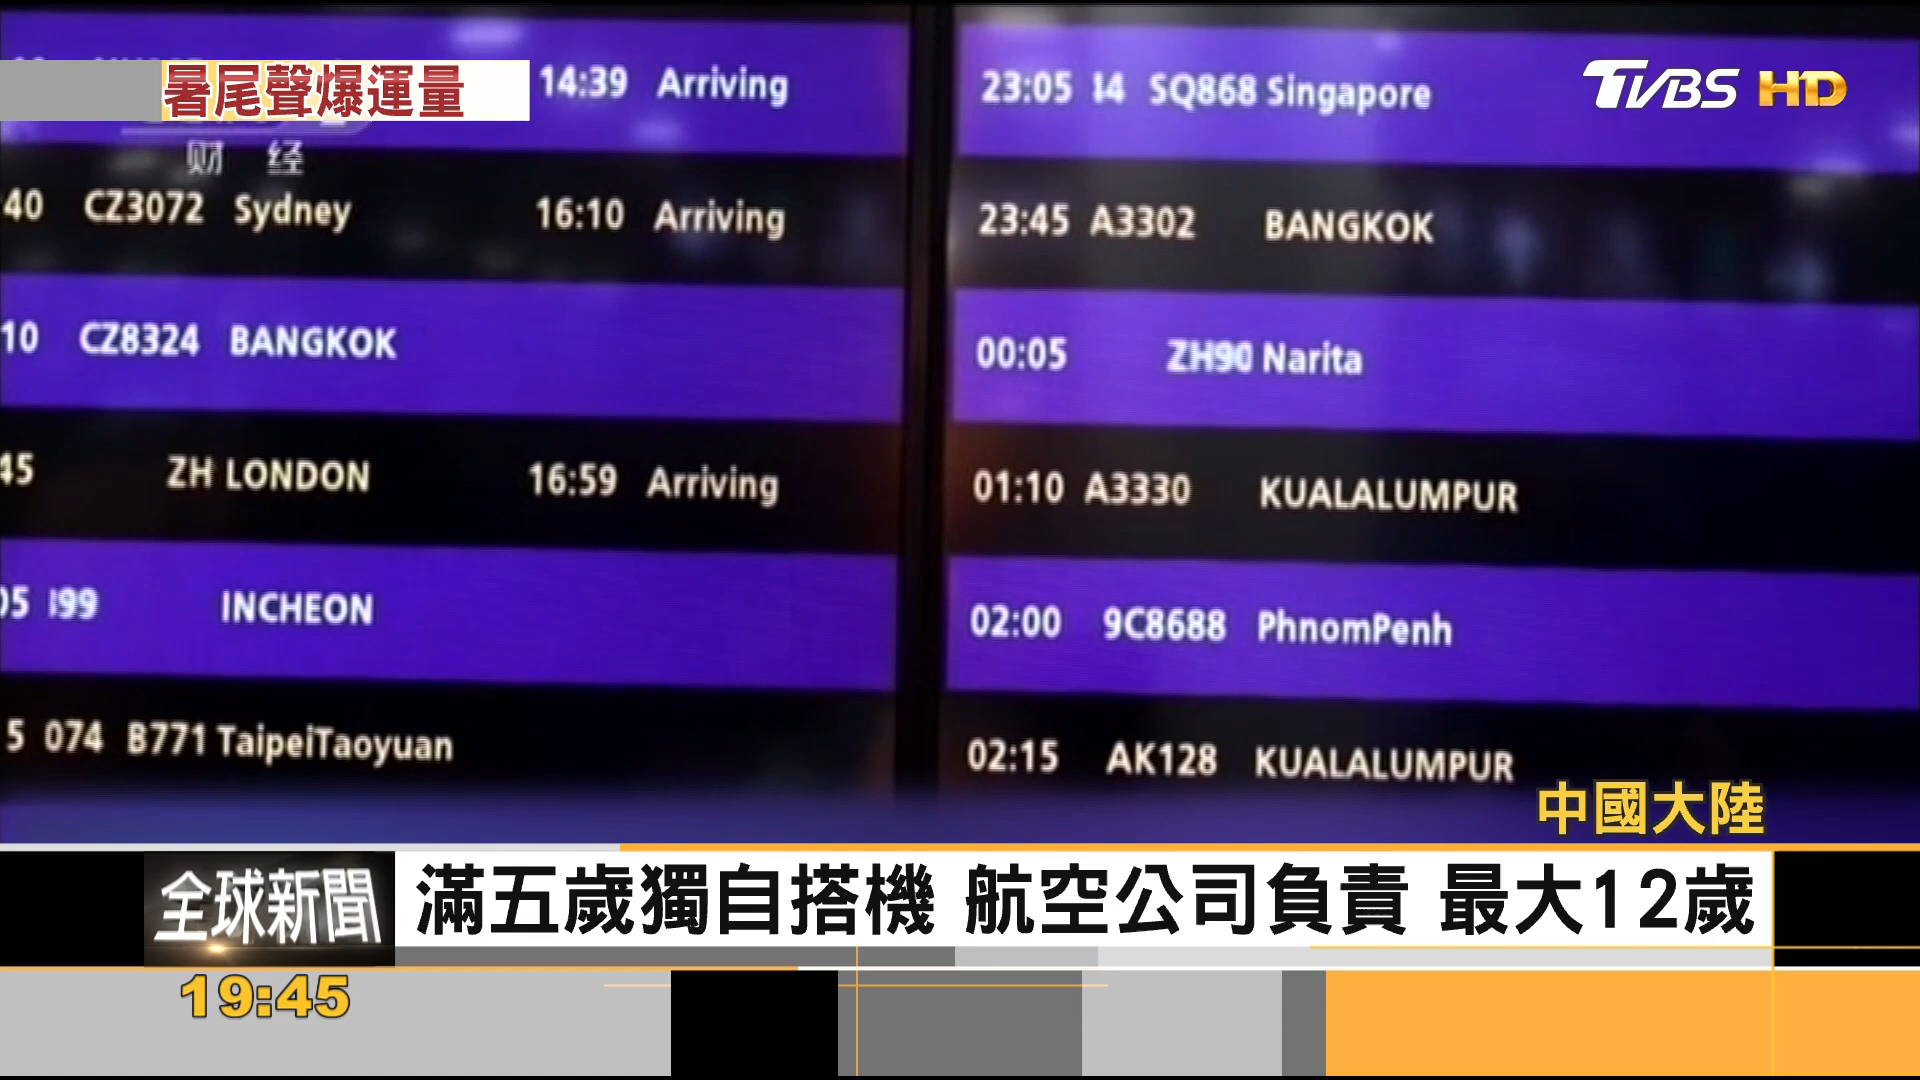 暑尾聲爆運量
TVBS HD
财 经
14:39 Arriving
40 CZ3072 Sydney 16:10 Arriving
10 CZ8324 BANGKOK
45 ZH LONDON 16:59 Arriving
05 199 INCHEON
5 074 B771 TaipeiTaoyuan
23:05 14 SQ868 Singapore
23:45 A3302 BANGKOK
00:05 ZH90 Narita
01:10 A3330 KUALALUMPUR
02:00 9C8688 PhnomPenh
02:15 AK128 KUALALUMPUR
中國大陸
全球新聞
滿五歲獨自搭機 航空公司負責 最大12歲
19:45